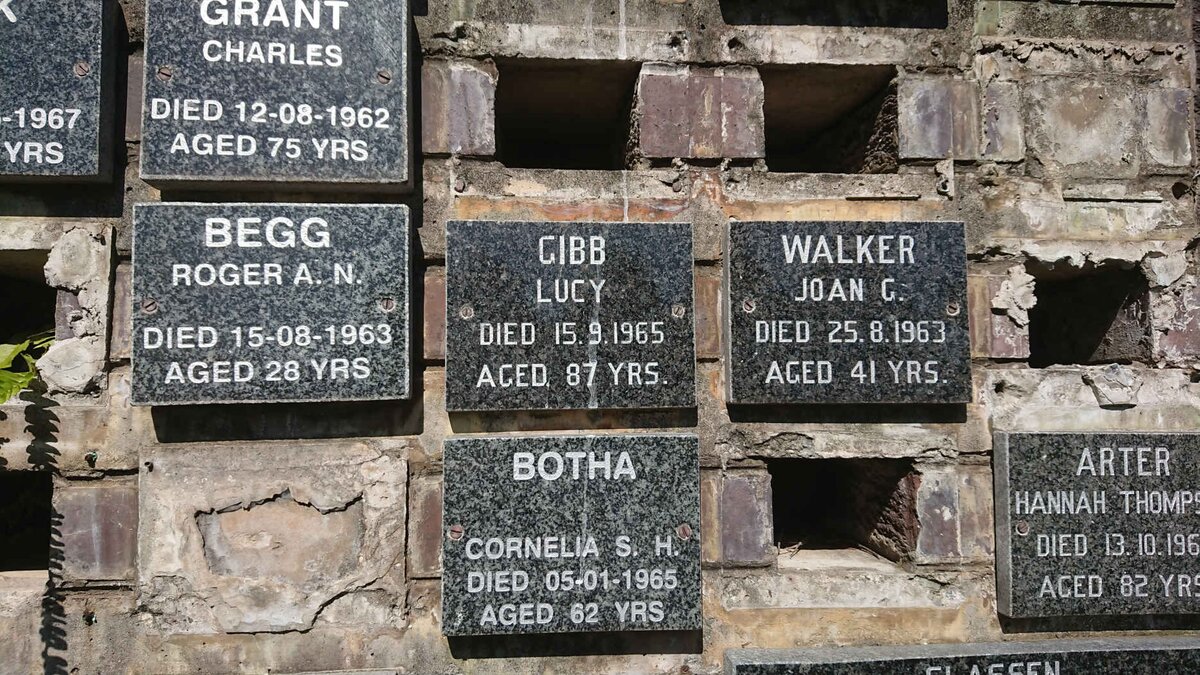 -1967
YRS
GRANT
CHARLES
DIED 12-08-1962
AGED 75 YRS
BEGG
ROGER A. N.
DIED 15-08-1963
AGED 28 YRS
GIBB
LUCY
DIED 15.9.1965
AGED. 87 YRS.
WALKER
JOAN G.
DIED 25.8.1963
AGED 41 YRS.
BOTHA
CORNELIA S. H.
DIED 05-01-1965
AGED 62 YRS
ARTER
HANNAH THOMPS
DIED 13.10.196
AGED 82 YRS